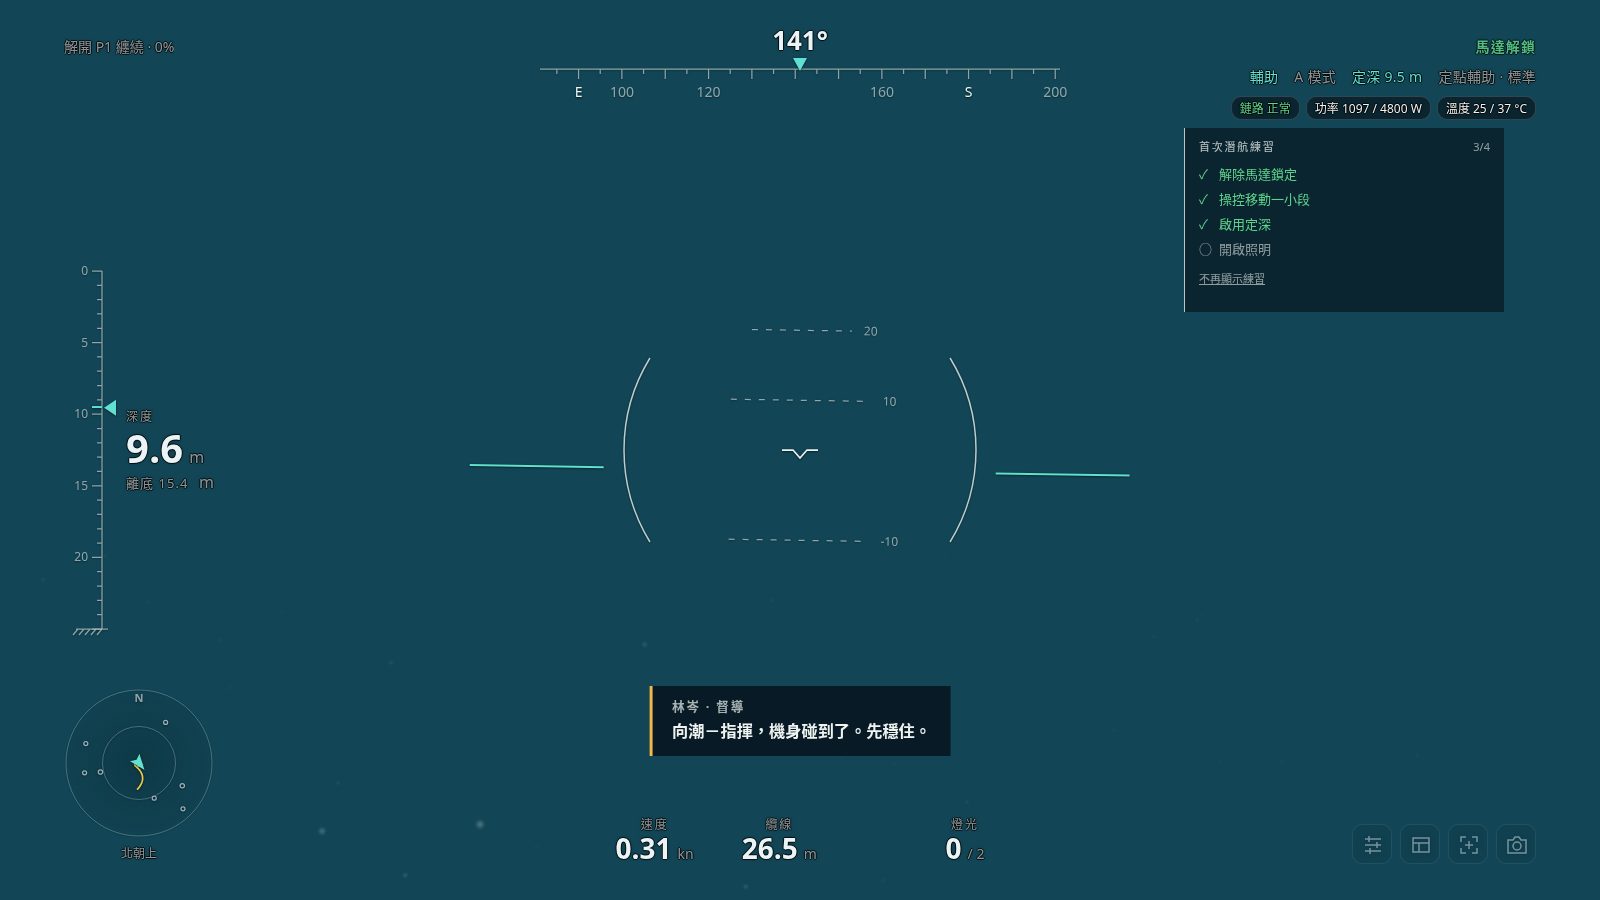 解開 P1 纏繞 · 0%
141°
E 100 120 160 S 200
馬達解鎖
輔助 A 模式 定深 9.5 m 定點輔助 · 標準
鏈路 正常 功率 1097 / 4800 W 溫度 25 / 37 °C
首次潛航練習 3/4
✓ 解除馬達鎖定
✓ 操控移動一小段
✓ 啟用定深
開啟照明
不再顯示練習
0
5
10
15
20
深度
9.6 m
離底 15.4 m
20
10
-10
N
北朝上
林岑 · 督導
向潮一指揮，機身碰到了。先穩住。
速度
0.31 kn
纜線
26.5 m
燈光
0 / 2